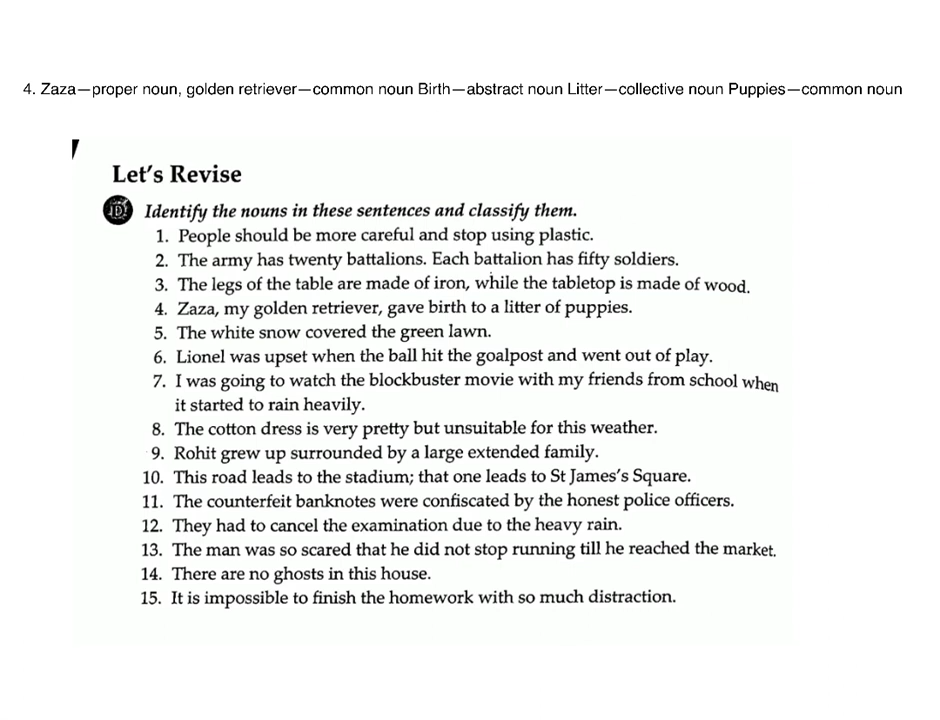 4. Zaza—proper noun, golden retriever—common noun Birth—abstract noun Litter—collective noun Puppies—common noun
Let's Revise
D! Identify the nouns in these sentences and classify them.
1. People should be more careful and stop using plastic.
2. The army has twenty battalions. Each battalion has fifty soldiers.
3. The legs of the table are made of iron, while the tabletop is made of wood.
4. Zaza, my golden retriever, gave birth to a litter of puppies.
5. The white snow covered the green lawn.
6. Lionel was upset when the ball hit the goalpost and went out of play.
7. I was going to watch the blockbuster movie with my friends from school when
it started to rain heavily.
8. The cotton dress is very pretty but unsuitable for this weather.
9. Rohit grew up surrounded by a large extended family.
10. This road leads to the stadium; that one leads to St James's Square.
11. The counterfeit banknotes were confiscated by the honest police officers.
12. They had to cancel the examination due to the heavy rain.
13. The man was so scared that he did not stop running till he reached the market.
14. There are no ghosts in this house.
15. It is impossible to finish the homework with so much distraction.